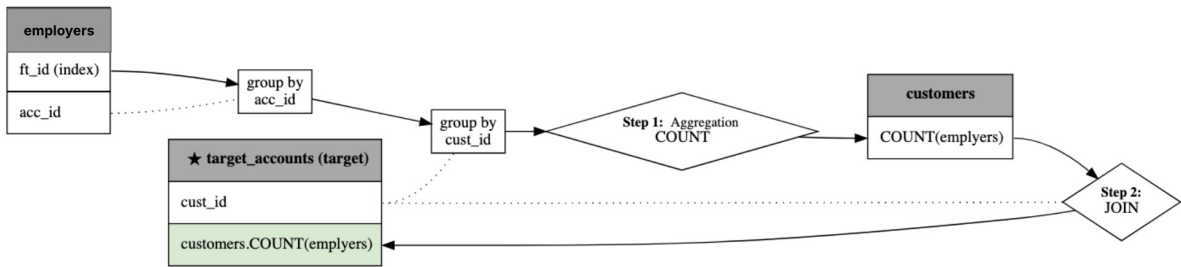 employers
ft_id (index)
acc_id
group by
acc_id
group by
cust_id
Step 1: Aggregation
COUNT
customers
COUNT(emplyers)
Step 2:
JOIN
★ target_accounts (target)
cust_id
customers.COUNT(emplyers)